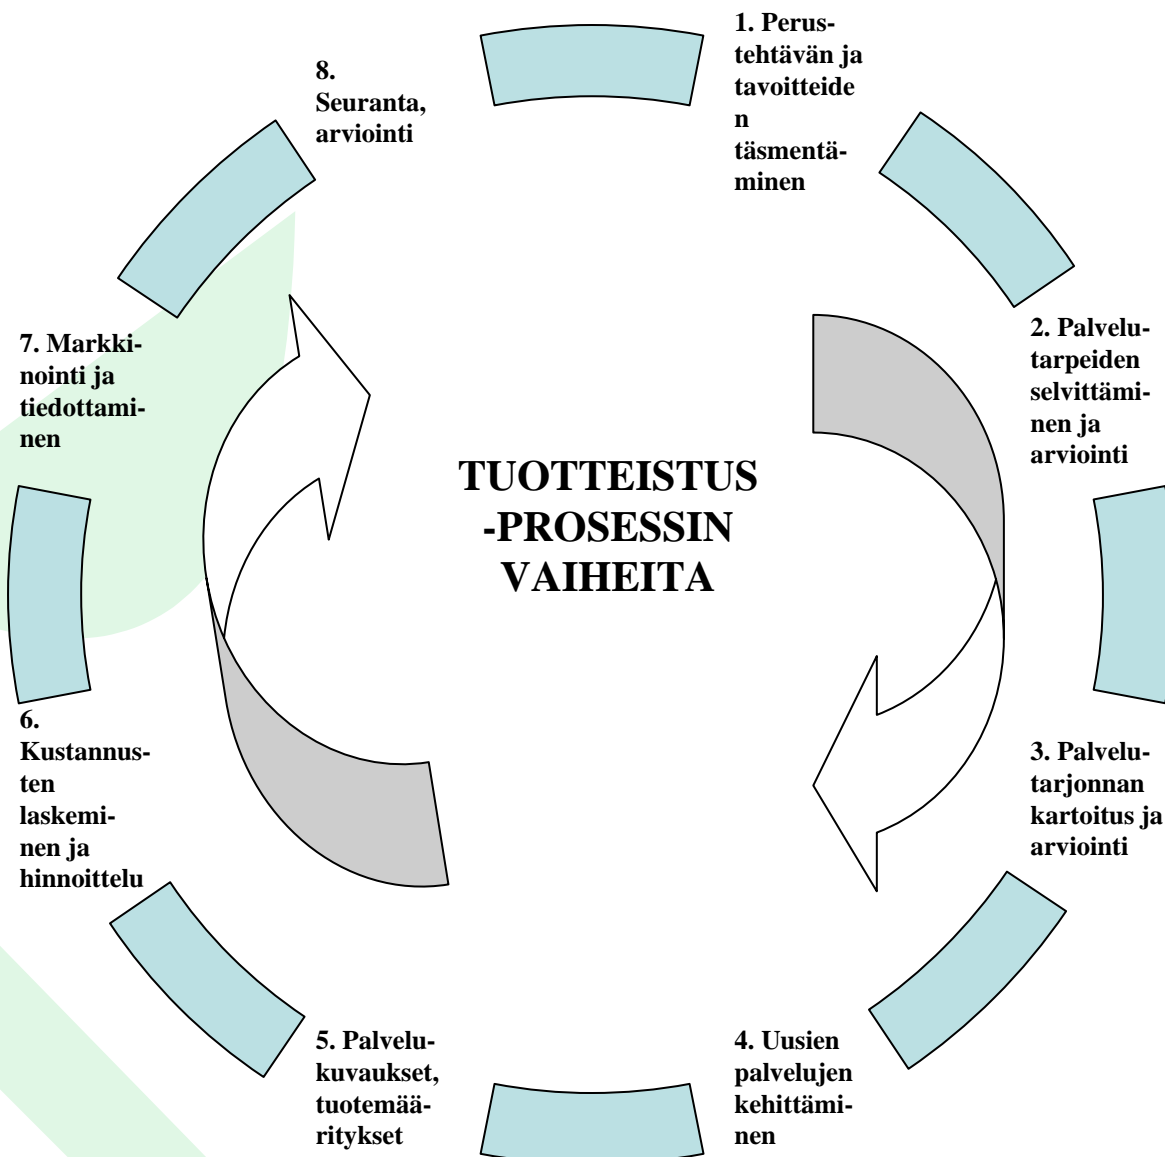 1. Perus-
tehtävän ja
tavoitteide
n
täsmentä-
minen
2. Palvelu-
tarpeiden
selvittämi-
nen ja
arviointi
3. Palvelu-
tarjonnan
kartoitus ja
arviointi
4. Uusien
palvelujen
kehittämi-
nen
5. Palvelu-
kuvaukset,
tuotemää-
ritykset
6.
Kustannus-
ten
laskemi-
nen ja
hinnoittelu
7. Markki-
nointi ja
tiedottami-
nen
8.
Seuranta,
arviointi
TUOTTEISTUS
-PROSESSIN
VAIHEITA